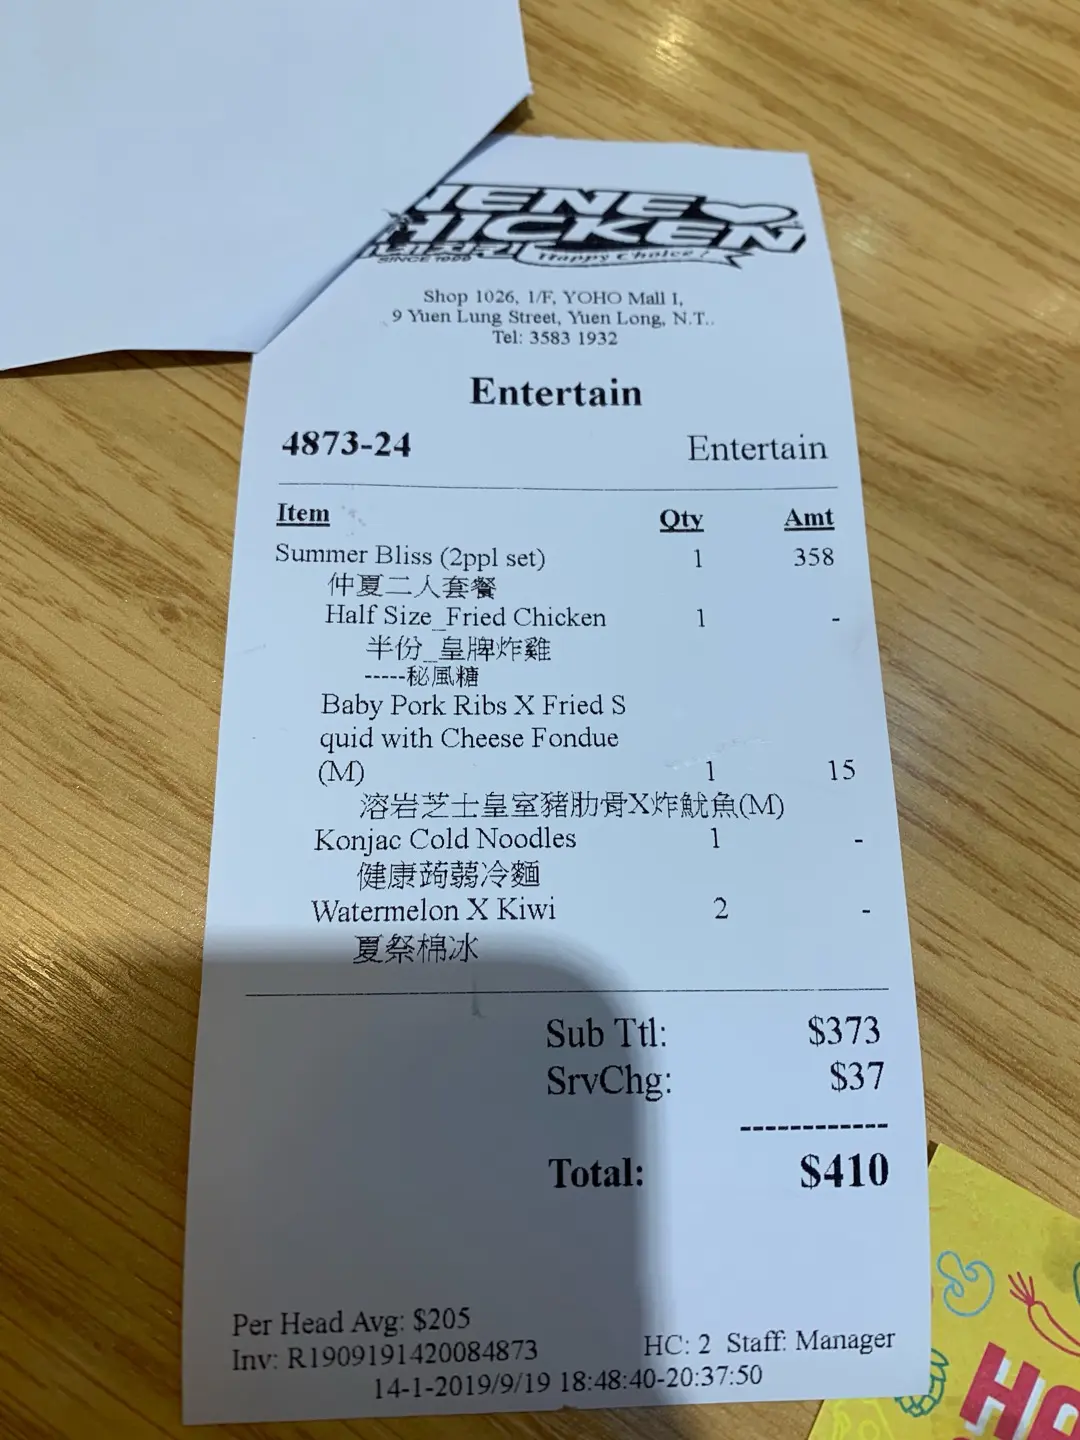 HICKEN
SINCE
Happy Choice!
Shop 1026, 1/F, YOHO Mall I,
9 Yuen Lung Street, Yuen Long, N.T..
Tel: 3583 1932
Entertain
4873-24 Entertain
Item Qty Amt
Summer Bliss (2ppl set) 1 358
仲夏二人套餐
Half Size_Fried Chicken 1 -
半份_皇牌炸雞
-----秘風糖
Baby Pork Ribs X Fried S
quid with Cheese Fondue
(M) 1 15
溶岩芝士皇室豬肋骨X炸魷魚(M)
Konjac Cold Noodles 1 -
健康蒟蒻冷麵
Watermelon X Kiwi 2 -
夏祭棉冰
Sub Ttl: $373
SrvChg: $37
------------
Total: $410
Per Head Avg: $205
Inv: R1909191420084873 HC: 2 Staff: Manager
14-1-2019/9/19 18:48:40-20:37:50